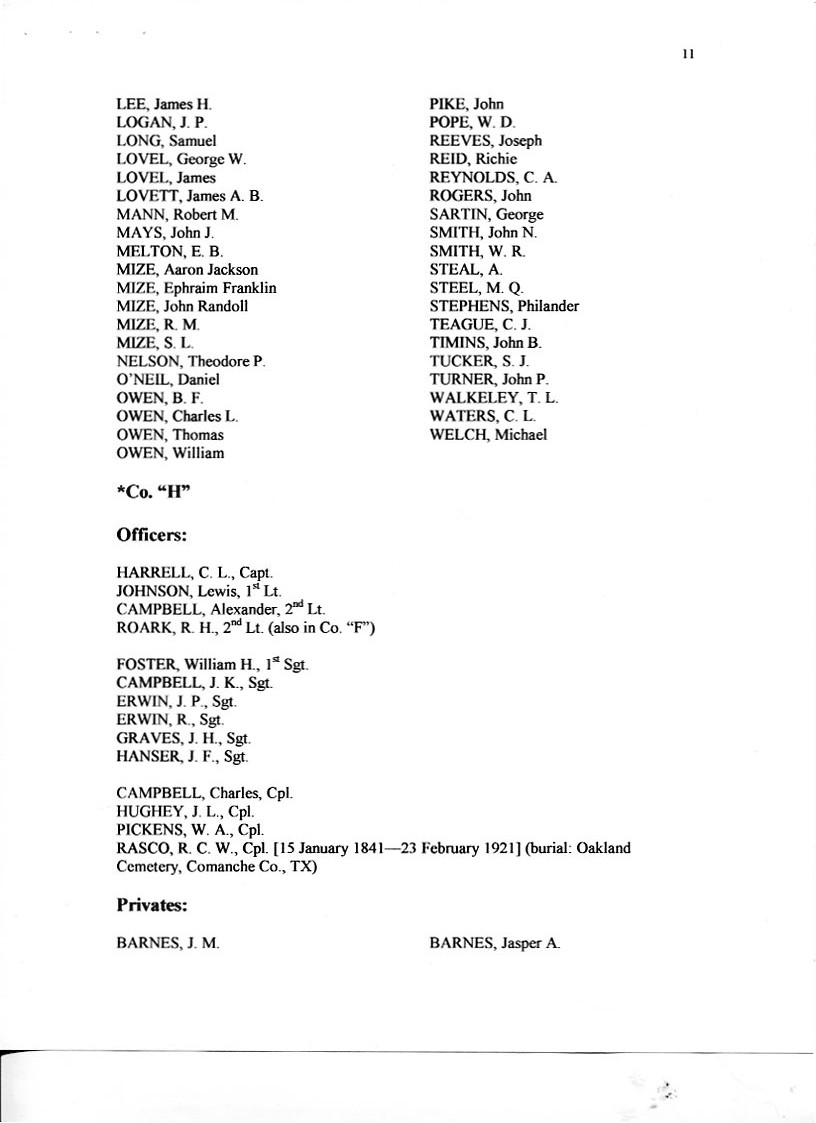 11
LEE, James H.
LOGAN, J. P.
LONG, Samuel
LOVEL, George W.
LOVEL, James
LOVETT, James A. B.
MANN, Robert M.
MAYS, John J.
MELTON, E. B.
MIZE, Aaron Jackson
MIZE, Ephraim Franklin
MIZE, John Randoll
MIZE, R. M.
MIZE, S. L.
NELSON, Theodore P.
O'NEIL, Daniel
OWEN, B. F.
OWEN, Charles L.
OWEN, Thomas
OWEN, William
PIKE, John
POPE, W. D.
REEVES, Joseph
REID, Richie
REYNOLDS, C. A.
ROGERS, John
SARTIN, George
SMITH, John N.
SMITH, W. R.
STEAL, A.
STEEL, M. Q.
STEPHENS, Philander
TEAGUE, C. J.
TIMINS, John B.
TUCKER, S. J.
TURNER, John P.
WALKELEY, T. L.
WATERS, C. L.
WELCH, Michael
*Co. “H”
Officers:
HARRELL, C. L., Capt.
JOHNSON, Lewis, 1st Lt.
CAMPBELL, Alexander, 2nd Lt.
ROARK, R. H., 2nd Lt. (also in Co. “F”)
FOSTER, William H., 1st Sgt.
CAMPBELL, J. K., Sgt.
ERWIN, J. P., Sgt.
ERWIN, R., Sgt.
GRAVES, J. H., Sgt.
HANSER, J. F., Sgt.
CAMPBELL, Charles, Cpl.
HUGHEY, J. L., Cpl.
PICKENS, W. A., Cpl.
RASCO, R. C. W., Cpl. [15 January 1841—23 February 1921] (burial: Oakland
Cemetery, Comanche Co., TX)
Privates:
BARNES, J. M.
BARNES, Jasper A.